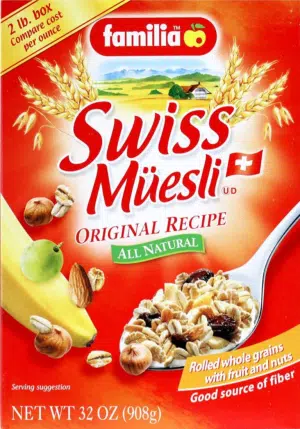 2 lb. box
Compare cost
per ounce
familia™
Swiss
Müesli
UD
ORIGINAL RECIPE
ALL NATURAL
Rolled whole grains
with fruit and nuts
Good source of fiber
Serving suggestion
NET WT 32 OZ (908g)